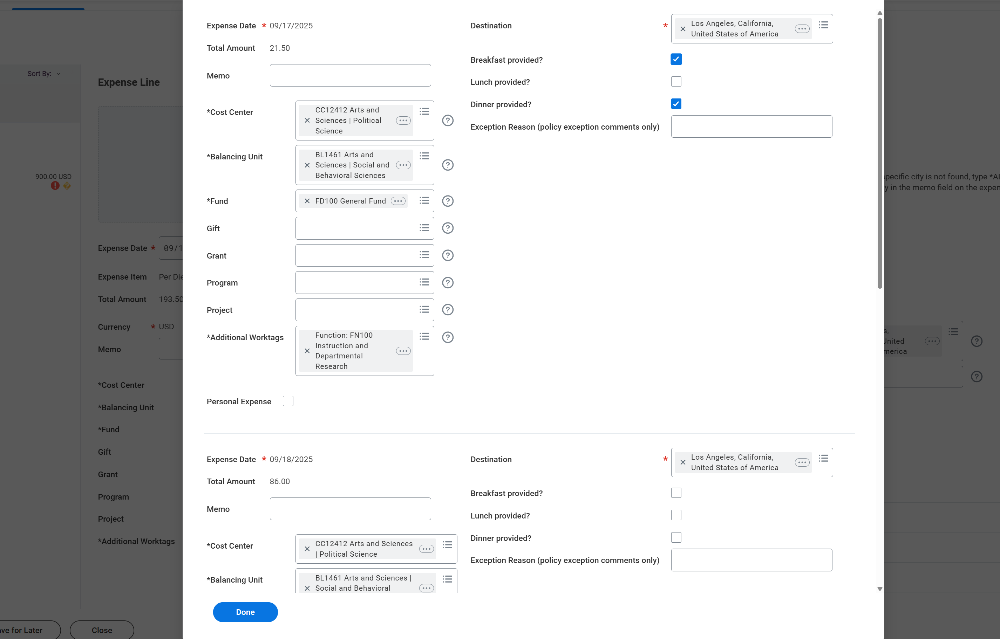 Sort By:
900.00 USD
Expense Line
Expense Date * 09/1
Expense Item Per Die
Total Amount 193.50
Currency * USD
Memo
*Cost Center
*Balancing Unit
*Fund
Gift
Grant
Program
Project
*Additional Worktags
ve for Later
Close
Expense Date * 09/17/2025
Total Amount 21.50
Memo
*Cost Center
CC12412 Arts and
Sciences | Political
Science
*Balancing Unit
BL1461 Arts and
Sciences | Social and
Behavioral Sciences
*Fund
FD100 General Fund
Gift
Grant
Program
Project
*Additional Worktags
Function: FN100
Instruction and
Departmental
Research
Personal Expense
Destination *
Los Angeles, California,
United States of America
Breakfast provided?
Lunch provided?
Dinner provided?
Exception Reason (policy exception comments only)
Expense Date * 09/18/2025
Total Amount 86.00
Memo
*Cost Center
CC12412 Arts and Sciences
| Political Science
*Balancing Unit
BL1461 Arts and Sciences |
Social and Behavioral
Destination *
Los Angeles, California,
United States of America
Breakfast provided?
Lunch provided?
Dinner provided?
Exception Reason (policy exception comments only)
Done
specific city is not found, type *AL
y in the memo field on the expen
s,
United
merica